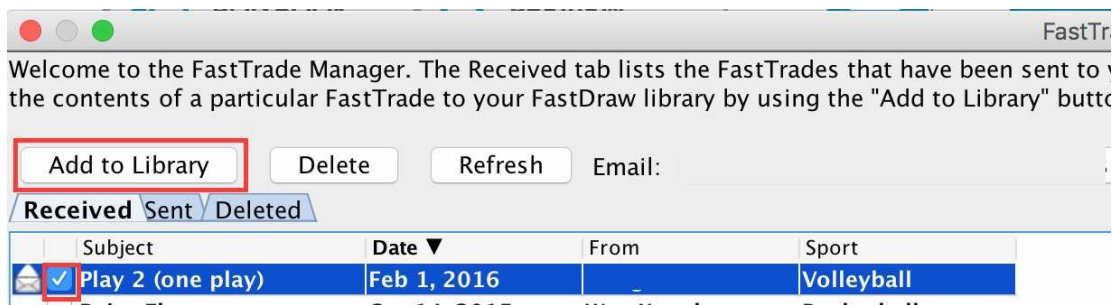 FastTr
Welcome to the FastTrade Manager. The Received tab lists the FastTrades that have been sent to
the contents of a particular FastTrade to your FastDraw library by using the "Add to Library" butto
Add to Library Delete Refresh Email:
Received Sent Deleted
Subject Date ▼ From Sport
Play 2 (one play) Feb 1, 2016 Volleyball